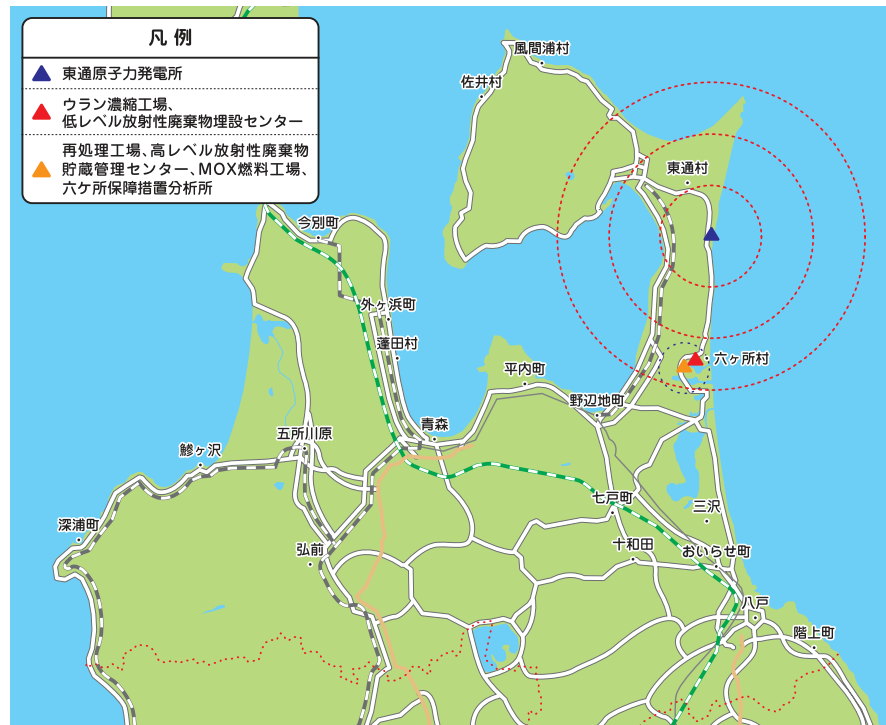 凡例
東通原子力発電所
ウラン濃縮工場、
低レベル放射性廃棄物埋設センター
再処理工場、高レベル放射性廃棄物
貯蔵管理センター、MOX燃料工場、
六ケ所保障措置分析所
風間浦村
佐井村
東通村
今別町
外ヶ浜町
蓬田村
六ヶ所村
平内町
野辺地町
青森
五所川原
鰺ヶ沢
七戸町
三沢
深浦町
弘前
十和田
おいらせ町
八戸
階上町